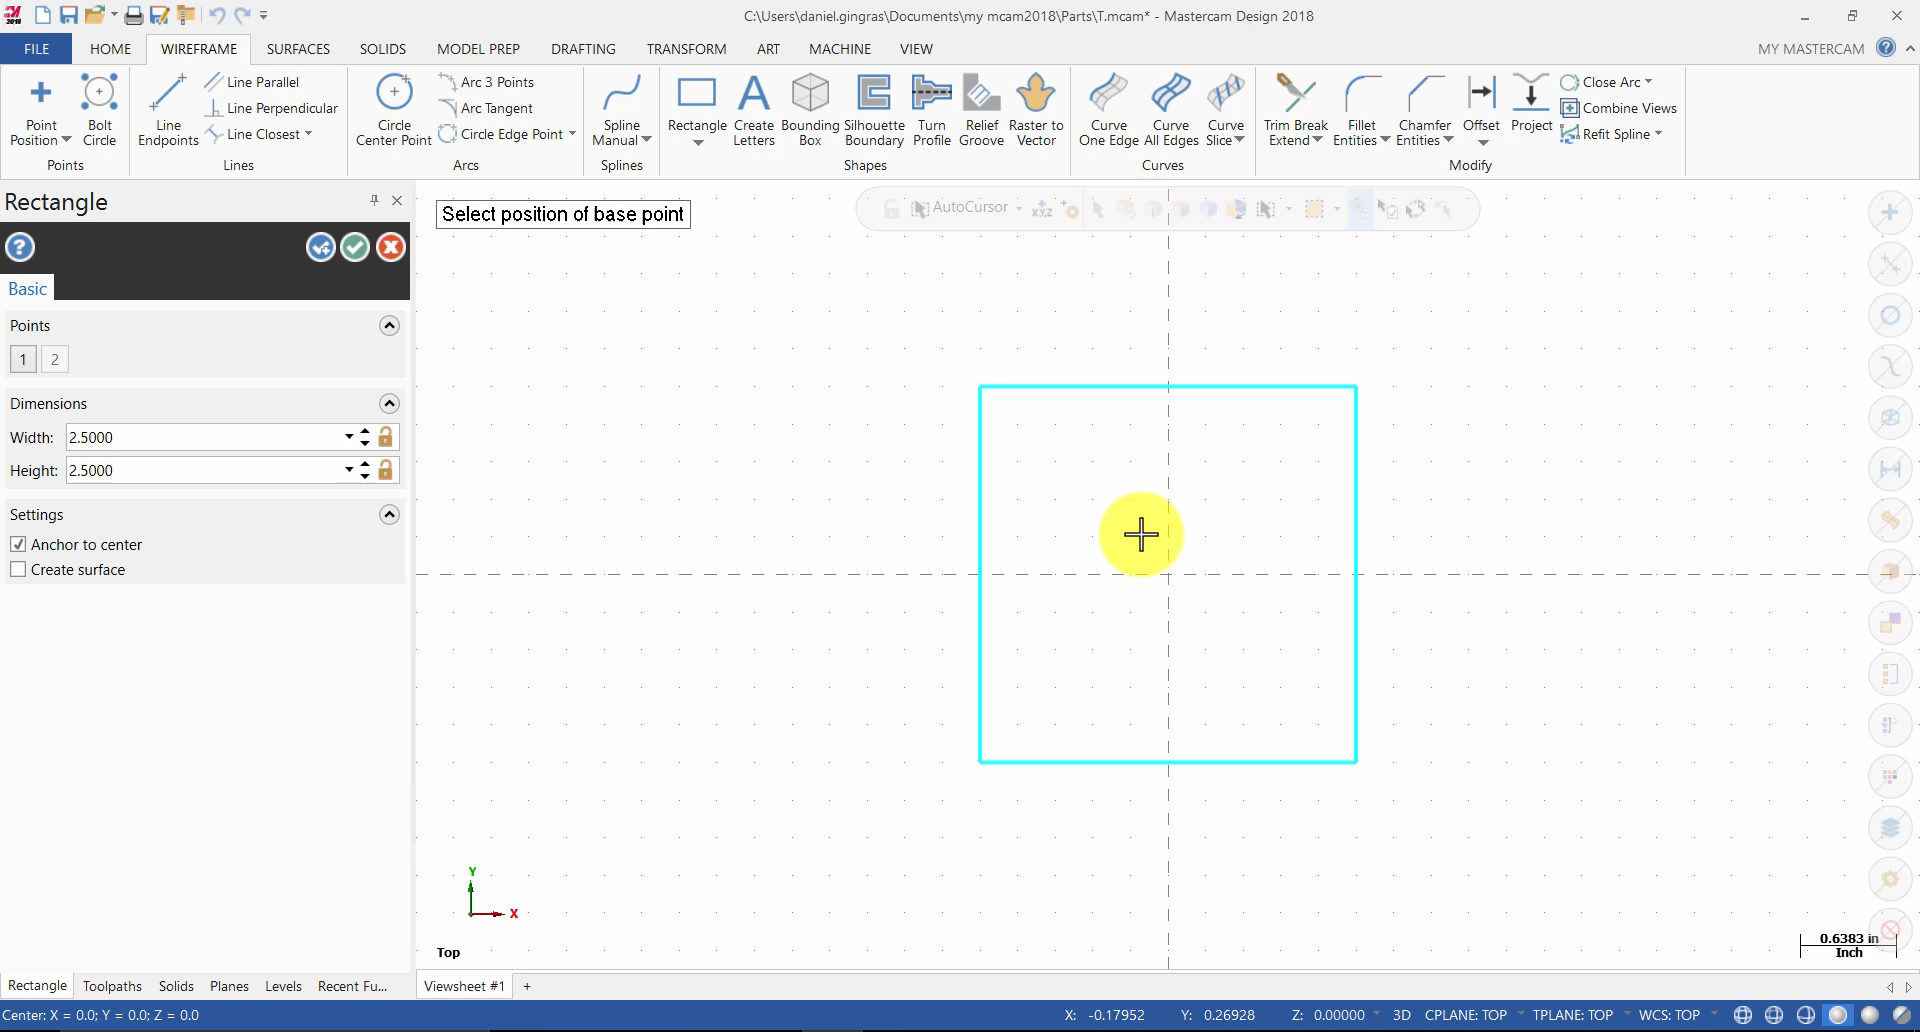 C:\Users\daniel.gingras\Documents\my mcam2018\Parts\T.mcam* - Mastercam Design 2018
FILE HOME WIREFRAME SURFACES SOLIDS MODEL PREP DRAFTING TRANSFORM ART MACHINE VIEW MY MASTERCAM
Point Position
Bolt Circle
Points
Line Endpoints
Line Parallel
Line Perpendicular
Line Closest
Lines
Circle Center Point
Arc 3 Points
Arc Tangent
Circle Edge Point
Arcs
Spline Manual
Splines
Rectangle
Create Letters
Bounding Box
Silhouette Boundary
Turn Profile
Relief Groove
Raster to Vector
Shapes
Curve One Edge
Curve All Edges
Curve Slice
Curves
Trim Break Extend
Fillet Entities
Chamfer Entities
Offset
Project
Close Arc
Combine Views
Refit Spline
Modify
Rectangle
Select position of base point
AutoCursor
Basic
Points
1 2
Dimensions
Width: 2.5000
Height: 2.5000
Settings
Anchor to center
Create surface
Y
X
Top
0.6383 in
Inch
Rectangle Toolpaths Solids Planes Levels Recent Fu... Viewsheet #1 +
Center: X = 0.0; Y = 0.0; Z = 0.0 X: -0.17952 Y: 0.26928 Z: 0.00000 3D CPLANE: TOP TPLANE: TOP WCS: TOP